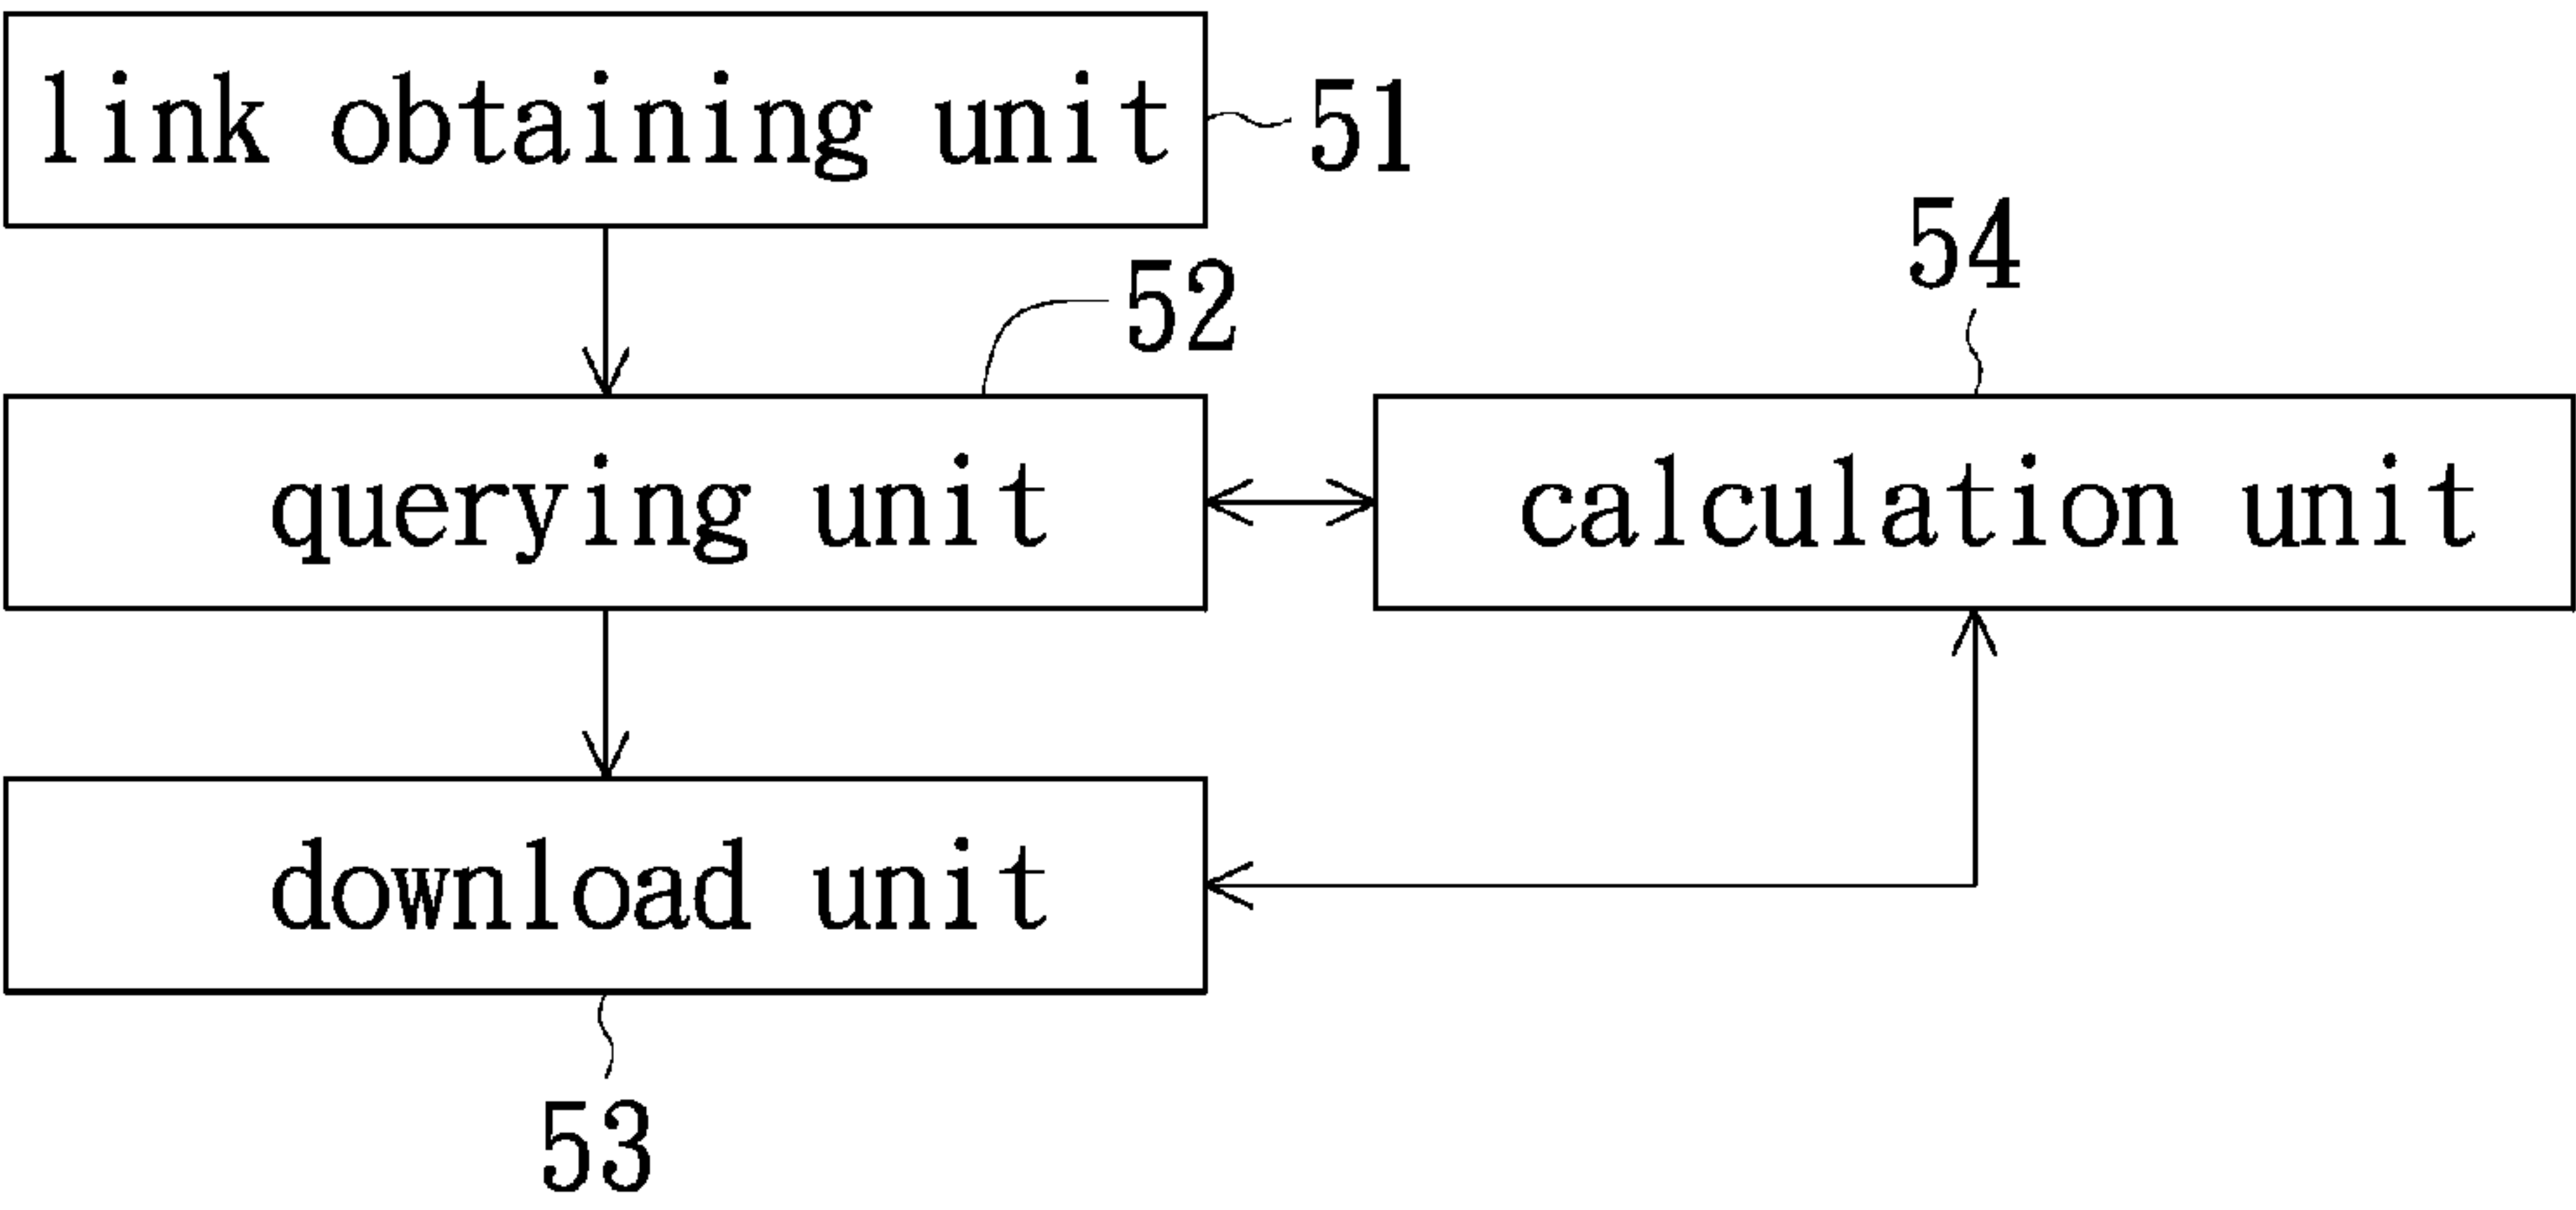 link obtaining unit
51
52
54
querying unit
calculation unit
download unit
53